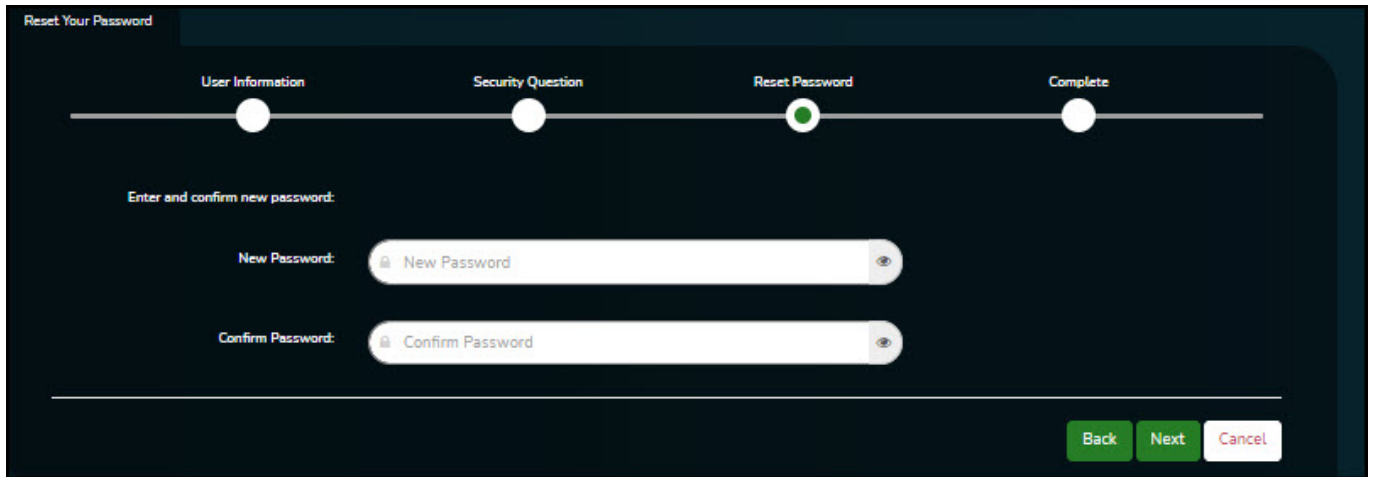 Reset Your Password
User Information Security Question Reset Password Complete
Enter and confirm new password:
New Password: New Password
Confirm Password: Confirm Password
Back Next Cancel